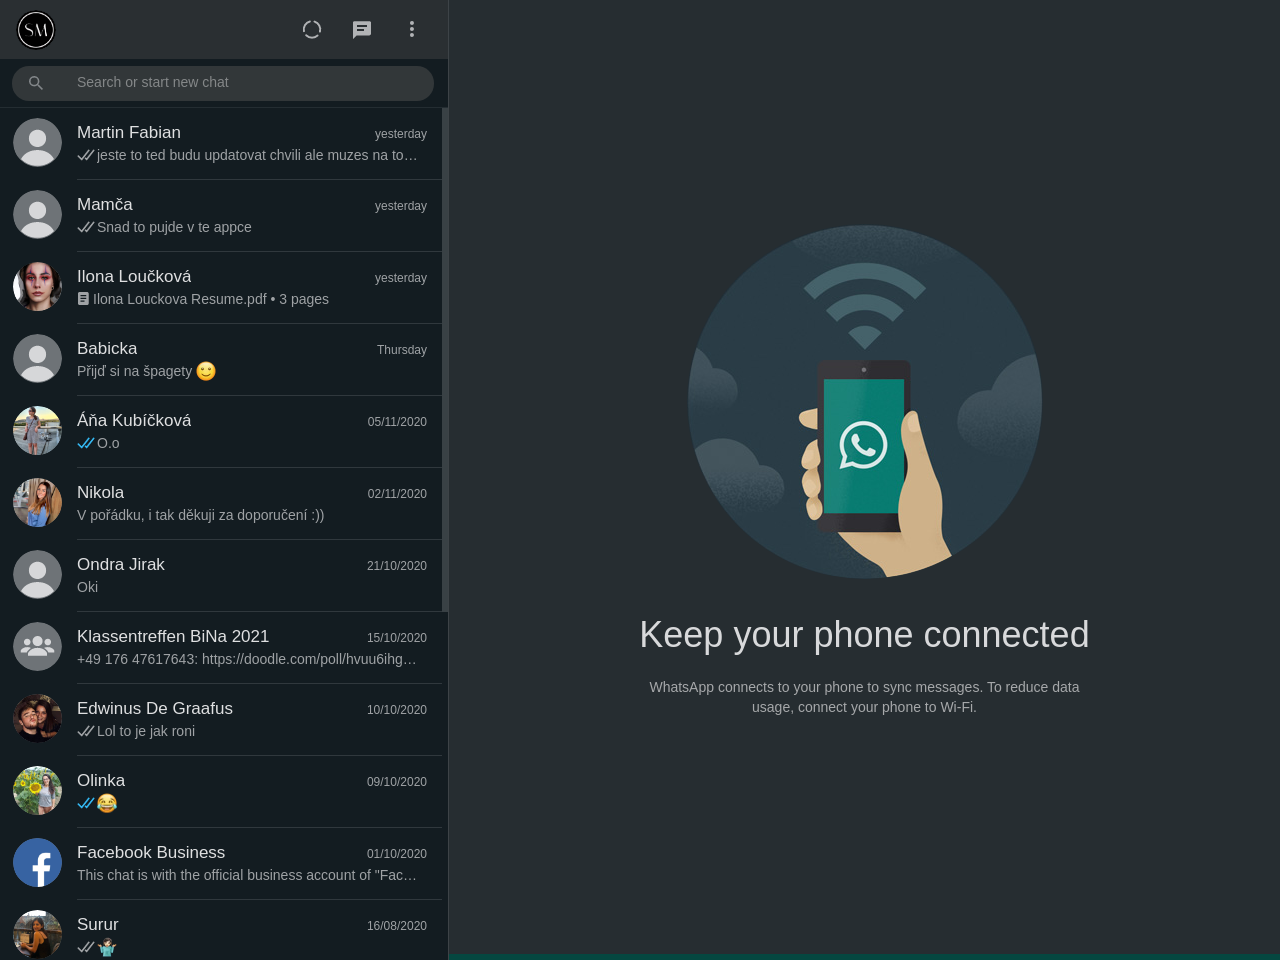 SM
Search or start new chat
Martin Fabian
yesterday
jeste to ted budu updatovat chvili ale muzes na to…
Mamča
yesterday
Snad to pujde v te appce
Ilona Loučková
yesterday
Ilona Louckova Resume.pdf • 3 pages
Babicka
Thursday
Přijď si na špagety 🙂
Áňa Kubíčková
05/11/2020
O.o
Nikola
02/11/2020
V pořádku, i tak děkuji za doporučení :))
Ondra Jirak
21/10/2020
Oki
Klassentreffen BiNa 2021
15/10/2020
+49 176 47617643: https://doodle.com/poll/hvuu6ihg…
Edwinus De Graafus
10/10/2020
Lol to je jak roni
Olinka
09/10/2020
😂
Facebook Business
01/10/2020
This chat is with the official business account of "Fac…
Surur
16/08/2020
🤷🏻‍♀️
Keep your phone connected
WhatsApp connects to your phone to sync messages. To reduce data
usage, connect your phone to Wi-Fi.